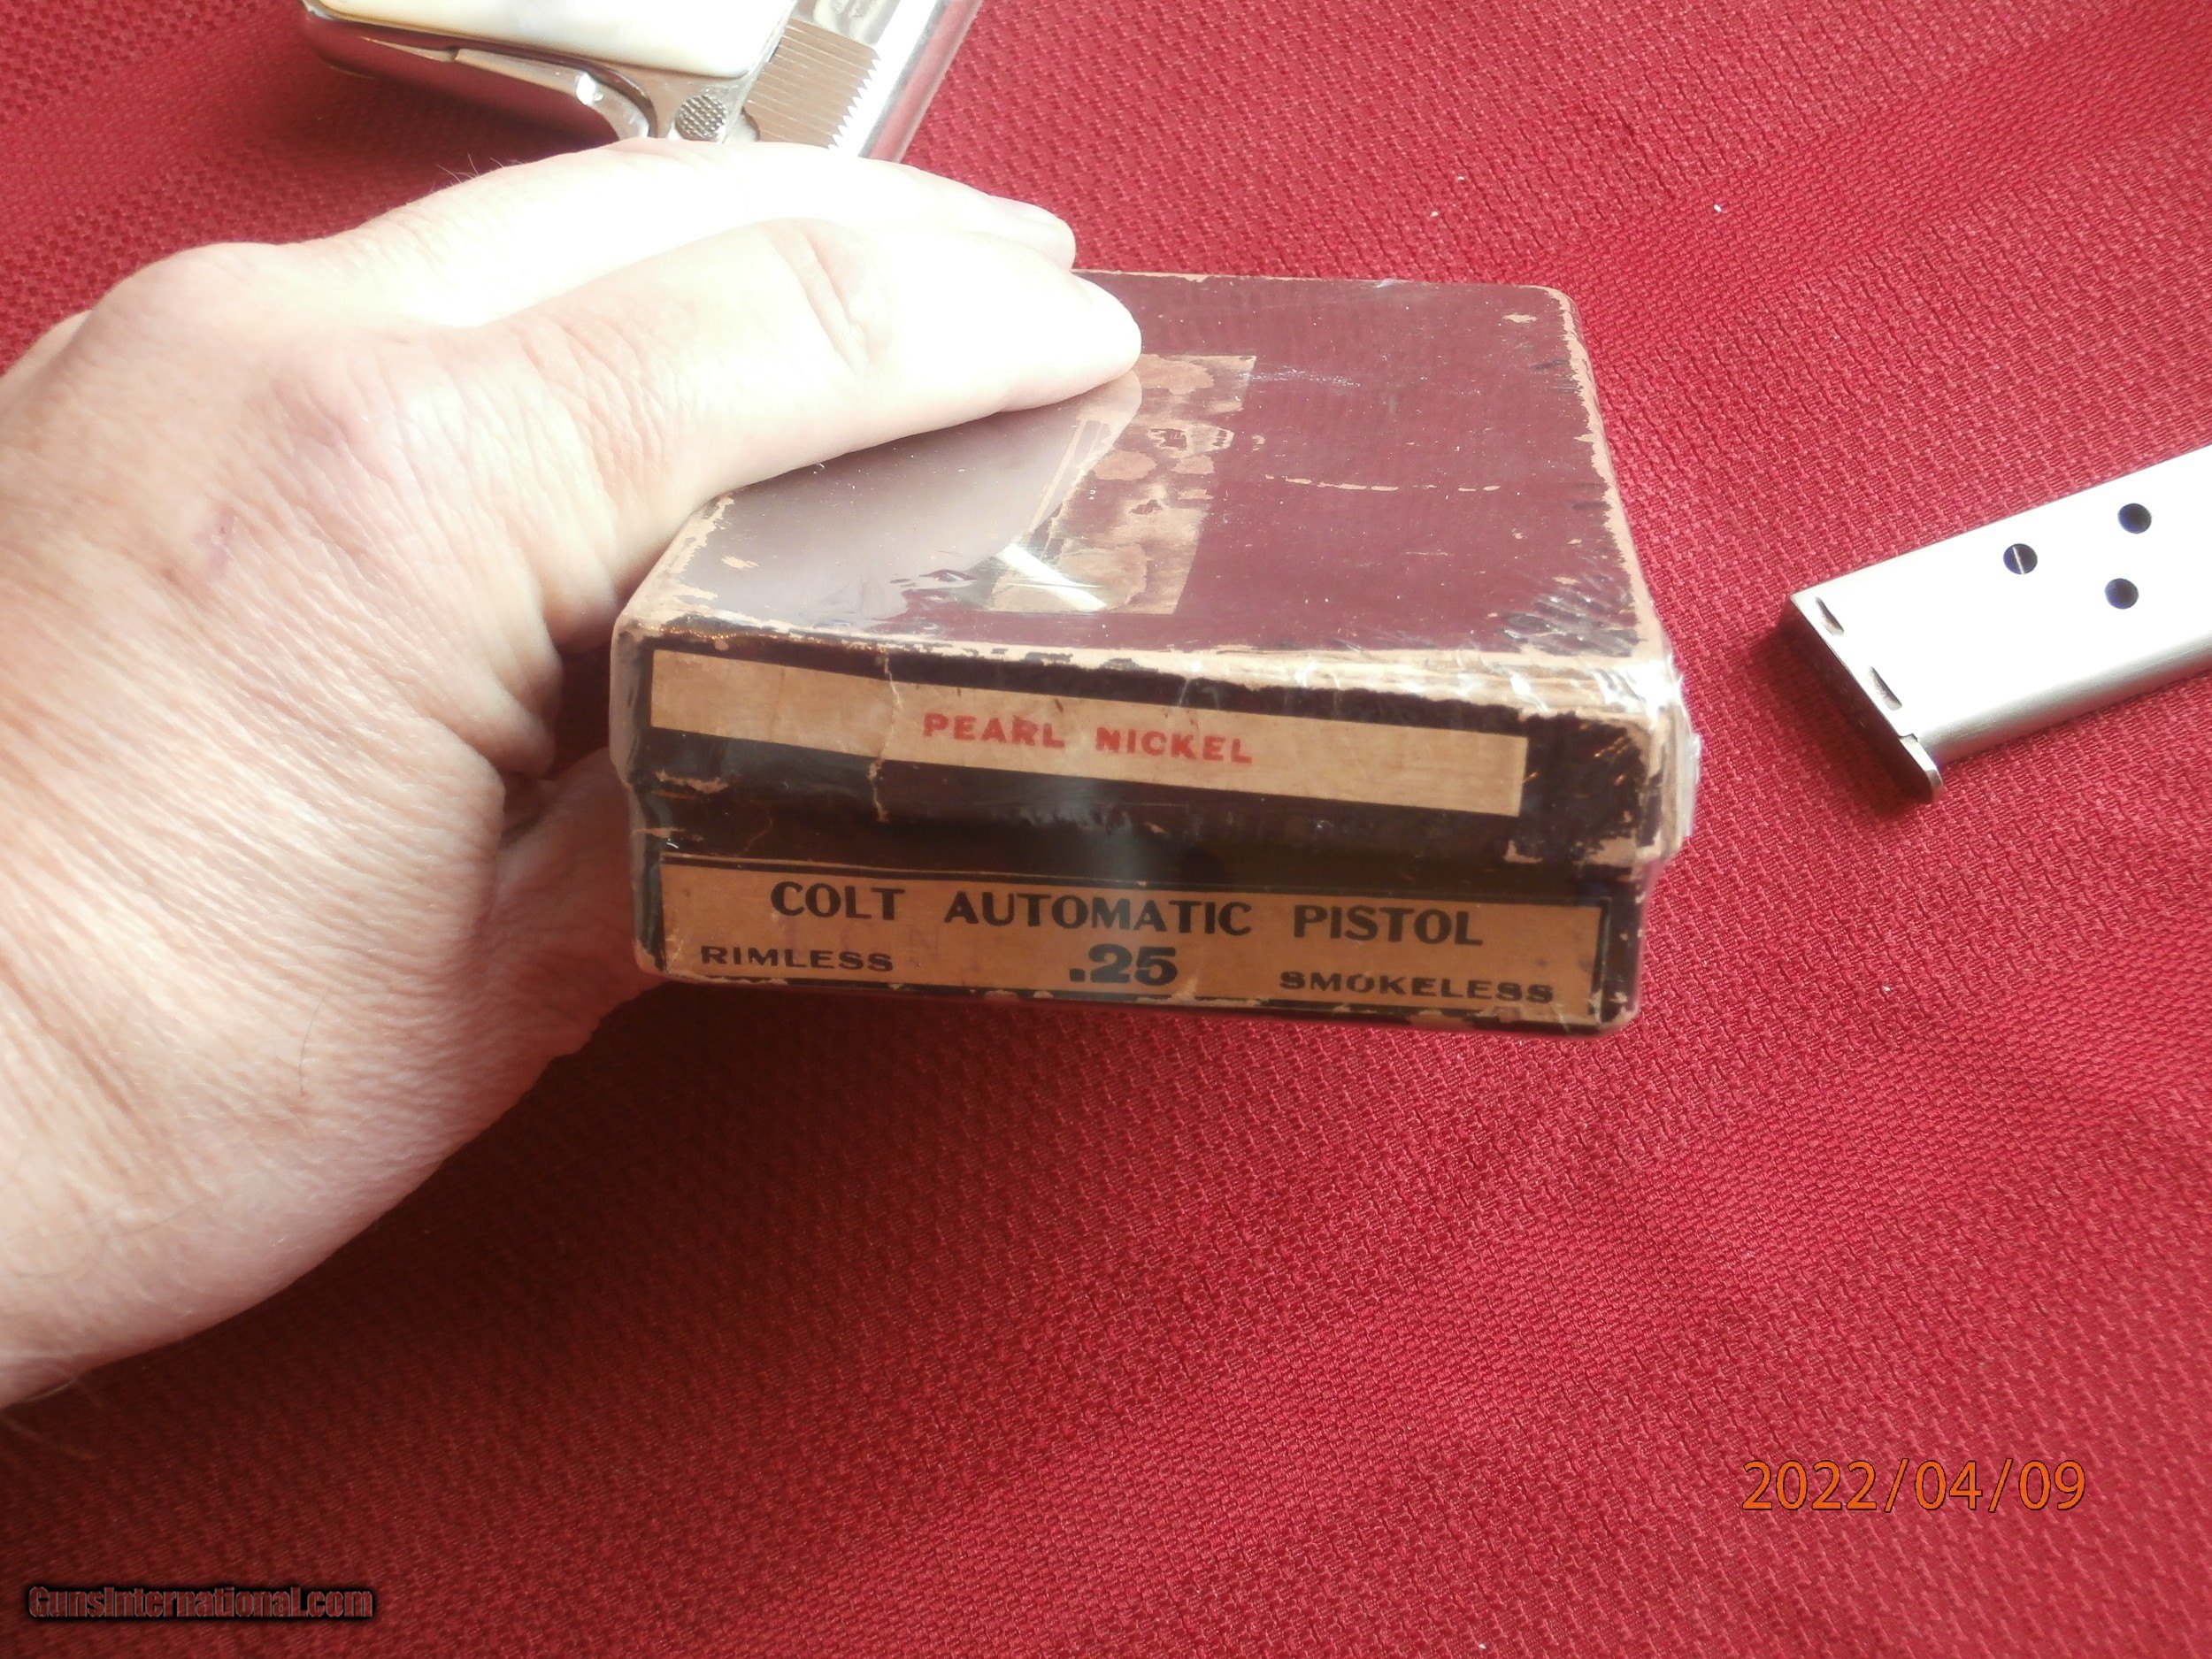 PEARL NICKEL
COLT AUTOMATIC PISTOL
RIMLESS .25 SMOKELESS
2022/04/09
GunsInternational.com